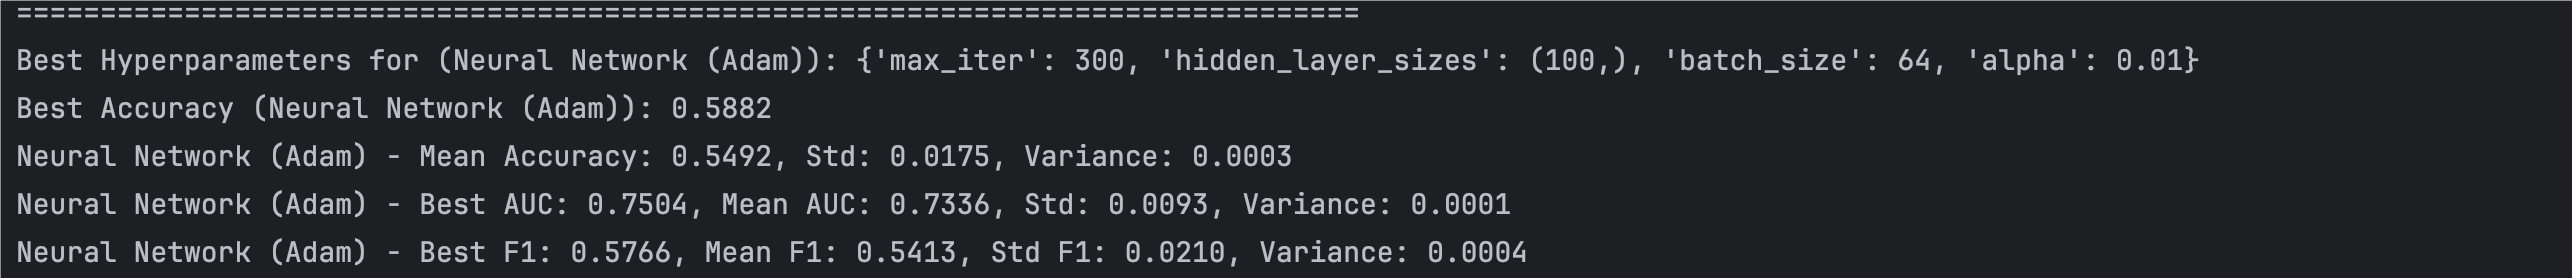 ================================================================================
Best Hyperparameters for (Neural Network (Adam)): {'max_iter': 300, 'hidden_layer_sizes': (100,), 'batch_size': 64, 'alpha': 0.01}
Best Accuracy (Neural Network (Adam)): 0.5882
Neural Network (Adam) - Mean Accuracy: 0.5492, Std: 0.0175, Variance: 0.0003
Neural Network (Adam) - Best AUC: 0.7504, Mean AUC: 0.7336, Std: 0.0093, Variance: 0.0001
Neural Network (Adam) - Best F1: 0.5766, Mean F1: 0.5413, Std F1: 0.0210, Variance: 0.0004